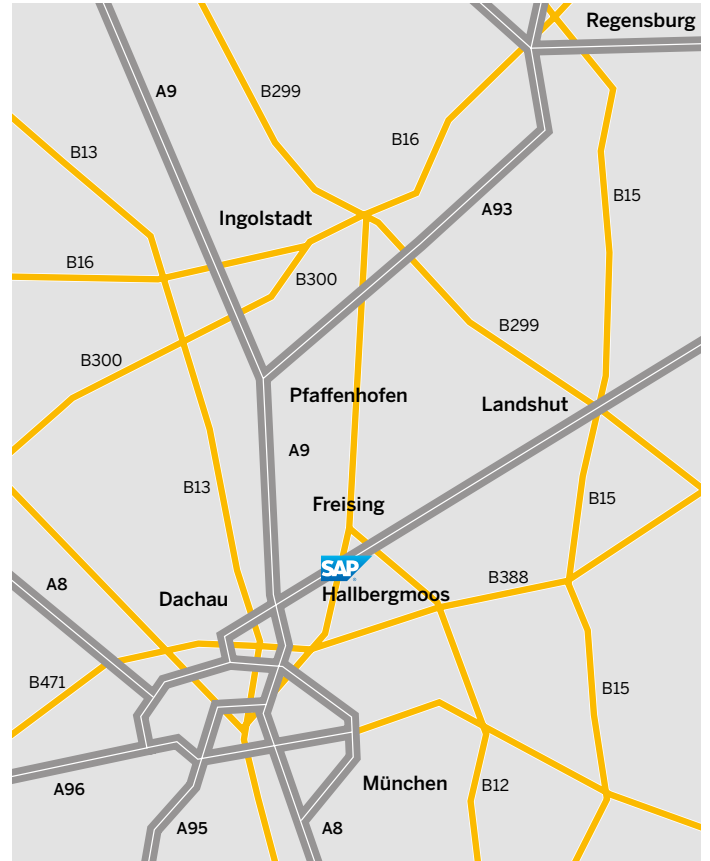 Regensburg
A9
B299
B16
B13
B15
A93
Ingolstadt
B16
B300
B299
B300
Pfaffenhofen
Landshut
A9
B13
B15
Freising
SAP
B388
A8
Dachau
Hallbergmoos
B471
B15
München
B12
A96
A95
A8